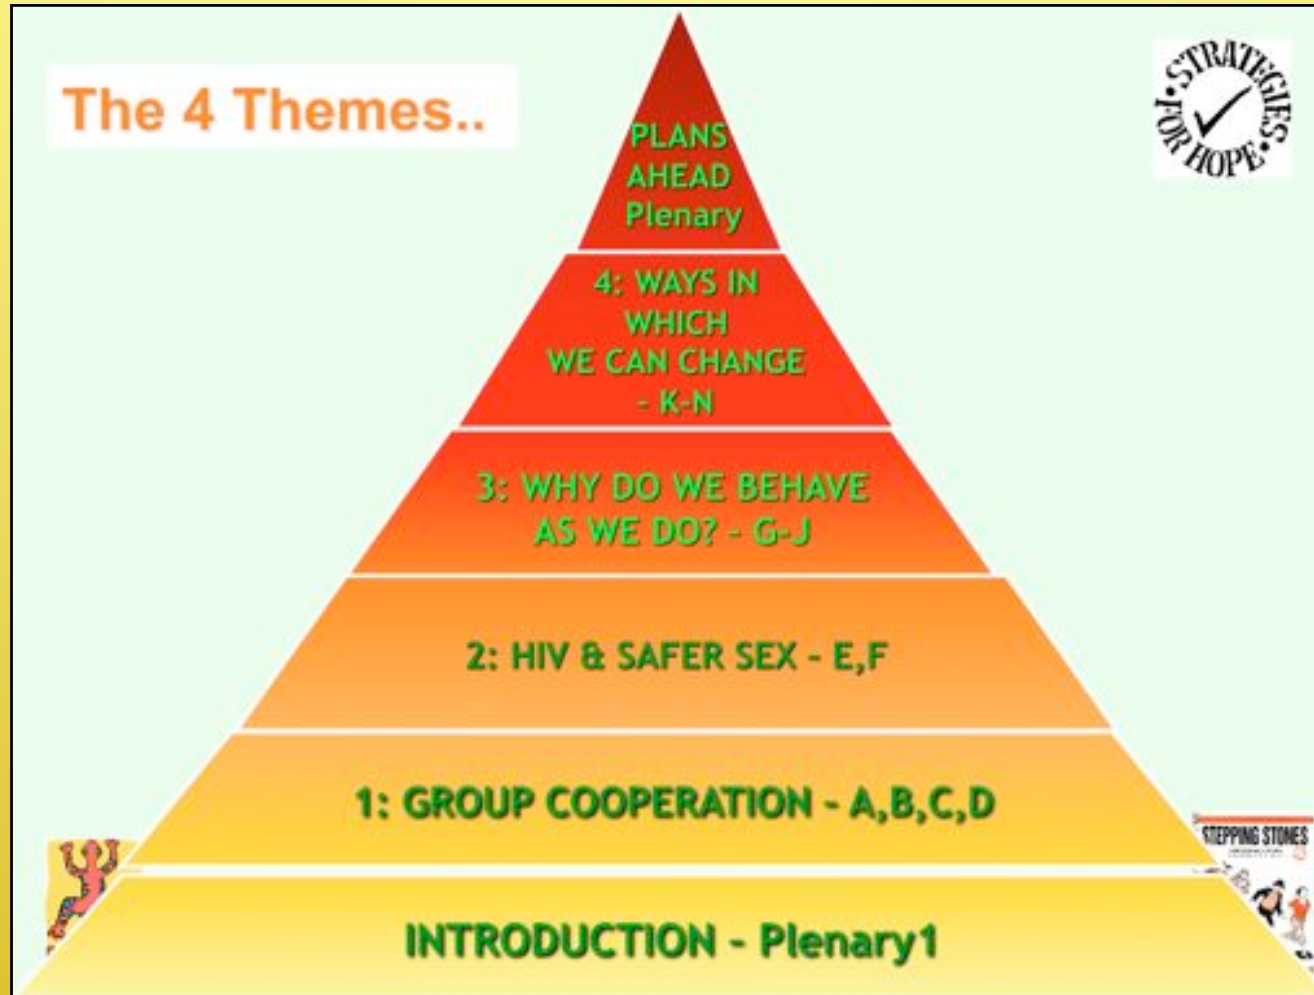 The 4 Themes..
STRATEGIES
FOR HOPE
PLANS
AHEAD
Plenary
4: WAYS IN
WHICH
WE CAN CHANGE
- K-N
3: WHY DO WE BEHAVE
AS WE DO? - G-J
2: HIV & SAFER SEX - E,F
1: GROUP COOPERATION - A,B,C,D
STEPPING STONES
INTRODUCTION - Plenary1